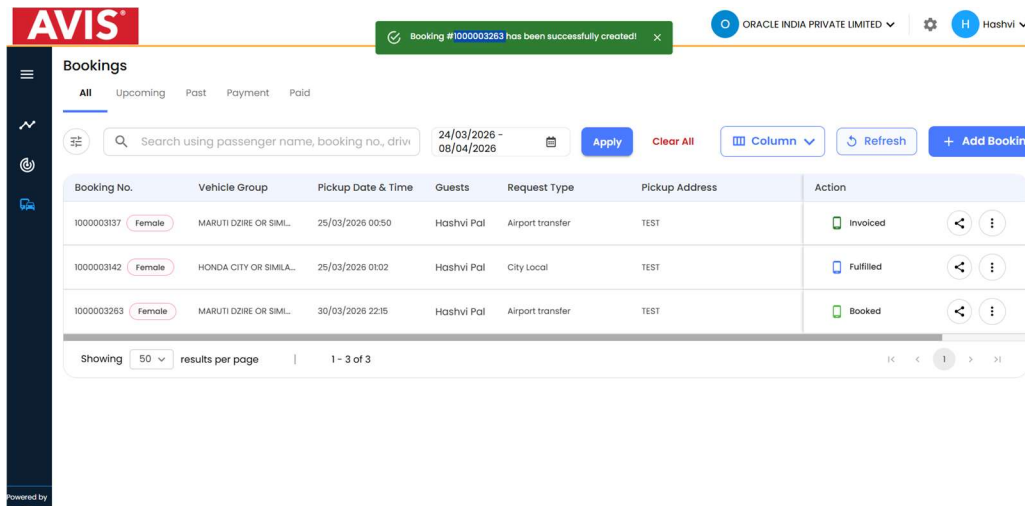 AVIS®
Booking #1000003263 has been successfully created!
O ORACLE INDIA PRIVATE LIMITED
H Hashvi
Bookings
All Upcoming Past Payment Paid
Search using passenger name, booking no., drive
24/03/2026 -
08/04/2026
Apply Clear All Column Refresh + Add Bookin
Booking No. Vehicle Group Pickup Date & Time Guests Request Type Pickup Address Action
1000003137 Female MARUTI DZIRE OR SIMI... 25/03/2026 00:50 Hashvi Pal Airport transfer TEST Invoiced
1000003142 Female HONDA CITY OR SIMILA... 25/03/2026 01:02 Hashvi Pal City Local TEST Fulfilled
1000003263 Female MARUTI DZIRE OR SIMI... 30/03/2026 22:15 Hashvi Pal Airport transfer TEST Booked
Showing 50 results per page | 1 - 3 of 3 1
Powered by